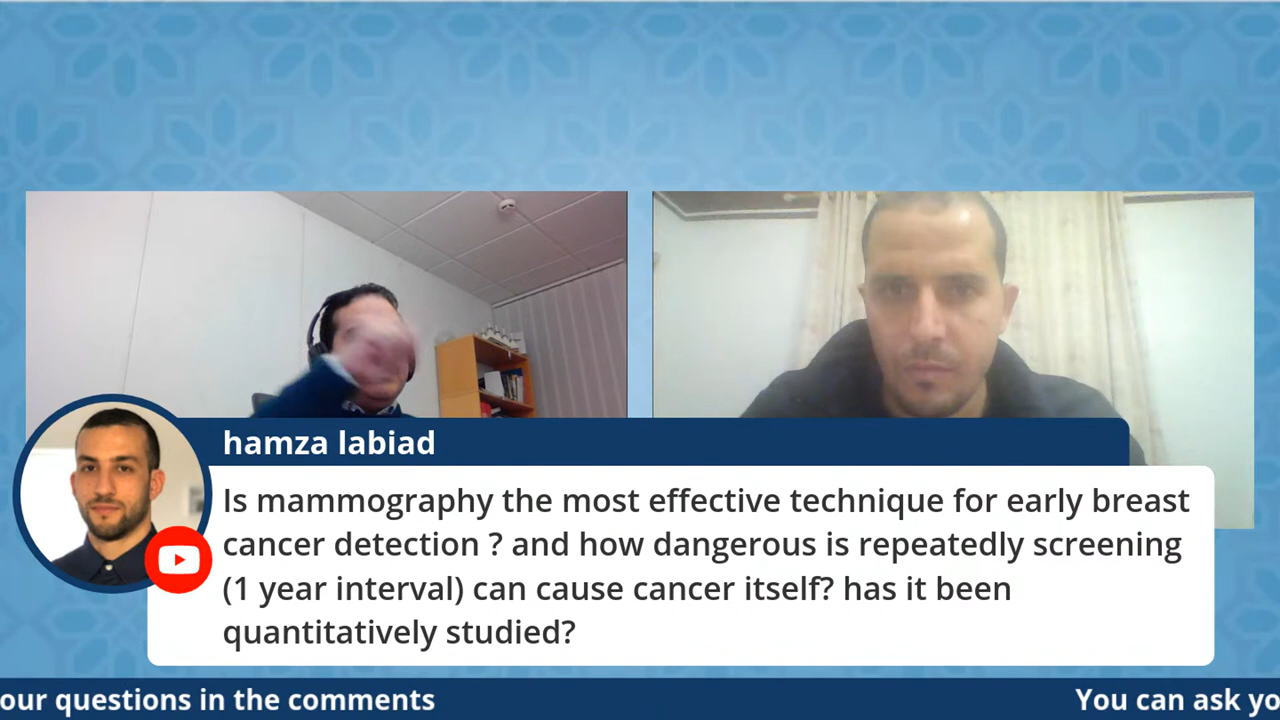 hamza labiad
Is mammography the most effective technique for early breast
cancer detection ? and how dangerous is repeatedly screening
(1 year interval) can cause cancer itself? has it been
quantitatively studied?
our questions in the comments
You can ask yo